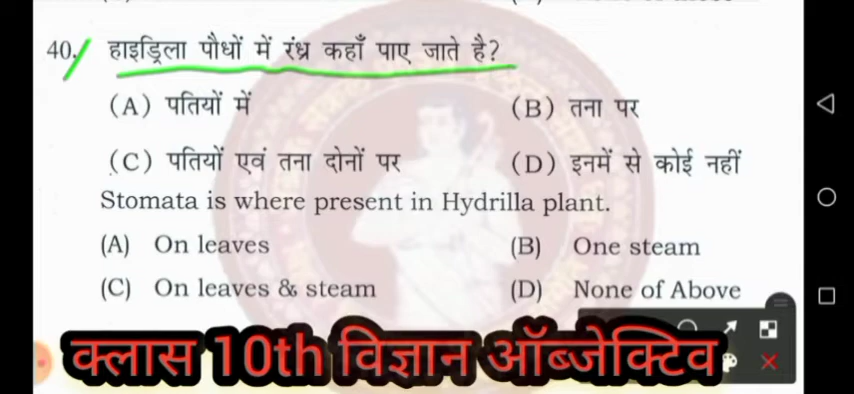 40. हाइड्रिला पौधों में रंध्र कहाँ पाए जाते है?
(A) पतियों में (B) तना पर
(C) पतियों एवं तना दोनों पर (D) इनमें से कोई नहीं
Stomata is where present in Hydrilla plant.
(A) On leaves (B) One steam
(C) On leaves & steam (D) None of Above
क्लास 10th विज्ञान ऑब्जेक्टिव